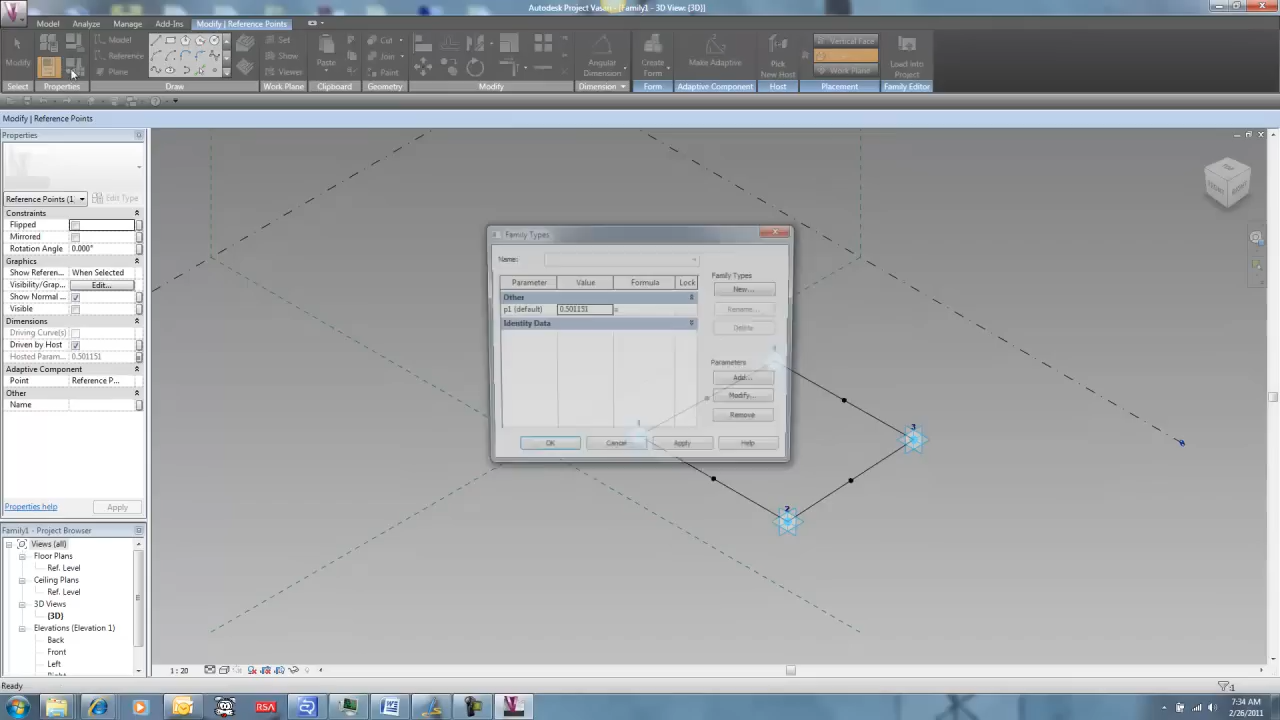 Autodesk Project Vasari - [Family1 - 3D View: {3D}]
Model Analyze Manage Add-Ins Modify | Reference Points
Modify
Model
Reference
Plane
Set
Show
Viewer
Paste
Cut
Join
Paint
Angular
Dimension
Create
Form
Make Adaptive
Pick
New Host
Vertical Face
Work Plane
Load into
Project
Select Properties Draw Work Plane Clipboard Geometry Modify Dimension Form Adaptive Component Host Placement Family Editor
Modify | Reference Points
Properties
Reference Points (1
Edit Type
Constraints
Flipped
Mirrored
Rotation Angle 0.000°
Graphics
Show Referen... When Selected
Visibility/Grap... Edit...
Show Normal ...
Visible
Dimensions
Driving Curve(s)
Driven by Host
Hosted Param... 0.501151
Adaptive Component
Point Reference P...
Other
Name
Properties help
Apply
Family1 - Project Browser
Views (all)
Floor Plans
Ref. Level
Ceiling Plans
Ref. Level
3D Views
{3D}
Elevations (Elevation 1)
Back
Front
Left
Family Types
Name:
Parameter Value Formula Lock
Other
p1 (default) 0.501151 =
Identity Data
Family Types
New...
Rename...
Delete
Parameters
Add...
Modify...
Remove
OK
Cancel
Apply
Help
3
2
TOP
FRONT
RIGHT
1 : 20
Ready
:1
RSA
7:34 AM
2/26/2011